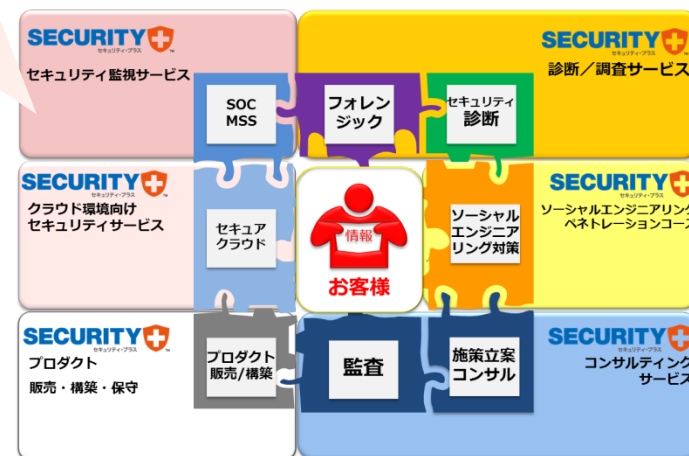 SECURITY
セキュリティ・プラス
セキュリティ監視サービス
SECURITY
セキュリティ・プラス
診断／調査サービス
SOC
MSS
フォレン
ジック
セキュリティ
診断
SECURITY
セキュリティ・プラス
クラウド環境向け
セキュリティサービス
セキュア
クラウド
情報
お客様
ソーシャル
エンジニア
リング対策
SECURITY
セキュリティ・プラス
ソーシャルエンジニアリング
ペネトレーションコース
SECURITY
セキュリティ・プラス
プロダクト
販売・構築・保守
プロダクト
販売/構築
監査
施策立案
コンサル
SECURITY
セキュリティ・プラス
コンサルティング
サービス